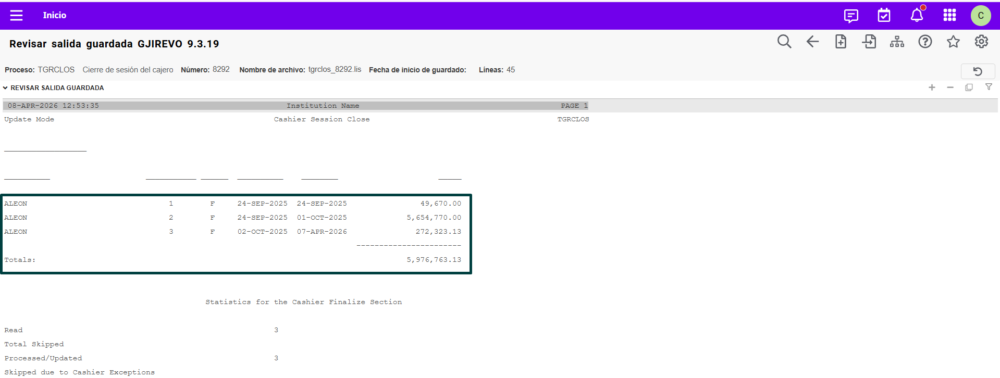 Inicio
C
Revisar salida guardada GJIREVO 9.3.19
Proceso: TGRCLOS Cierre de sesión del cajero Número: 8292 Nombre de archivo: tgrclos_8292.lis Fecha de inicio de guardado: Líneas: 45
REVISAR SALIDA GUARDADA
08-APR-2026 12:53:35 Institution Name PAGE 1
Update Mode Cashier Session Close TGRCLOS
ALEON 1 F 24-SEP-2025 24-SEP-2025 49,670.00
ALEON 2 F 24-SEP-2025 01-OCT-2025 5,654,770.00
ALEON 3 F 02-OCT-2025 07-APR-2026 272,323.13
-----------------------
Totals: 5,976,763.13
Statistics for the Cashier Finalize Section
Read 3
Total Skipped
Processed/Updated 3
Skipped due to Cashier Exceptions